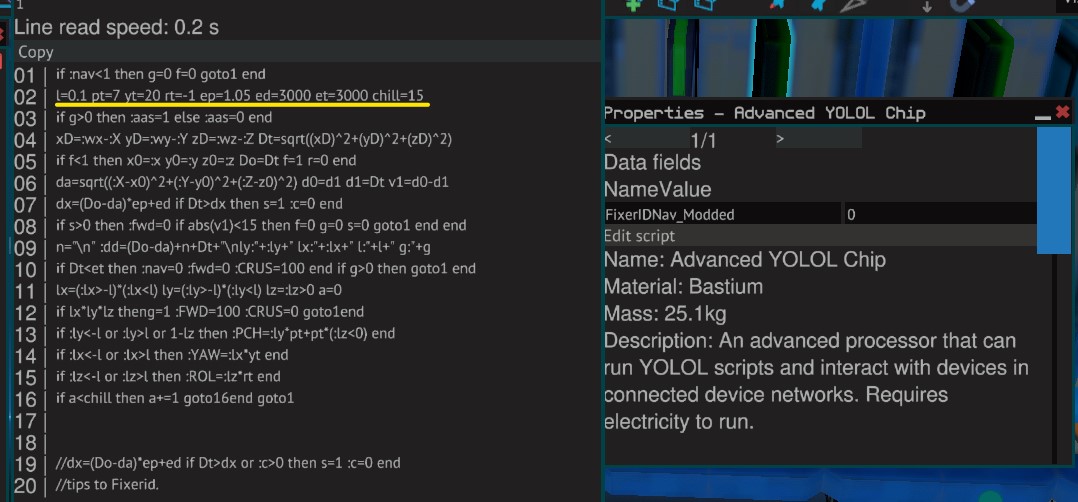 1
Line read speed: 0.2 s
Copy
01 if :nav<1 then g=0 f=0 goto1 end
02 l=0.1 pt=7 yt=20 rt=-1 ep=1.05 ed=3000 et=3000 chill=15
03 if g>0 then :aas=1 else :aas=0 end
04 xD=:wx-:X yD=:wy-:Y zD=:wz-:Z Dt=sqrt((xD)^2+(yD)^2+(zD)^2)
05 if f<1 then x0=:x y0=:y z0=:z Do=Dt f=1 r=0 end
06 da=sqrt((:X-x0)^2+(:Y-y0)^2+(:Z-z0)^2) d0=d1 d1=Dt v1=d0-d1
07 dx=(Do-da)*ep+ed if Dt>dx then s=1 :c=0 end
08 if s>0 then :fwd=0 if abs(v1)<15 then f=0 g=0 s=0 goto1 end end
09 n="\n" :dd=(Do-da)+n+Dt+"\nly:"+:ly+" lx:"+:lx+" l:"+l+" g:"+g
10 if Dt<et then :nav=0 :fwd=0 :CRUS=100 end if g>0 then goto1 end
11 lx=(:lx>-l)*(:lx<l) ly=(:ly>-l)*(:ly<l) lz=:lz>0 a=0
12 if lx*ly*lz theng=1 :FWD=100 :CRUS=0 goto1end
13 if :ly<-l or :ly>l or 1-lz then :PCH=:ly*pt+pt*(:lz<0) end
14 if :lx<-l or :lx>l then :YAW=:lx*yt end
15 if :lz<-l or :lz>l then :ROL=:lz*rt end
16 if a<chill then a+=1 goto16end goto1
17
18
19 //dx=(Do-da)*ep+ed if Dt>dx or :c>0 then s=1 :c=0 end
20 //tips to Fixerid.
Properties - Advanced YOLOL Chip
< 1/1 >
Data fields
NameValue
FixerIDNav_Modded 0
Edit script
Name: Advanced YOLOL Chip
Material: Bastium
Mass: 25.1kg
Description: An advanced processor that can
run YOLOL scripts and interact with devices in
connected device networks. Requires
electricity to run.